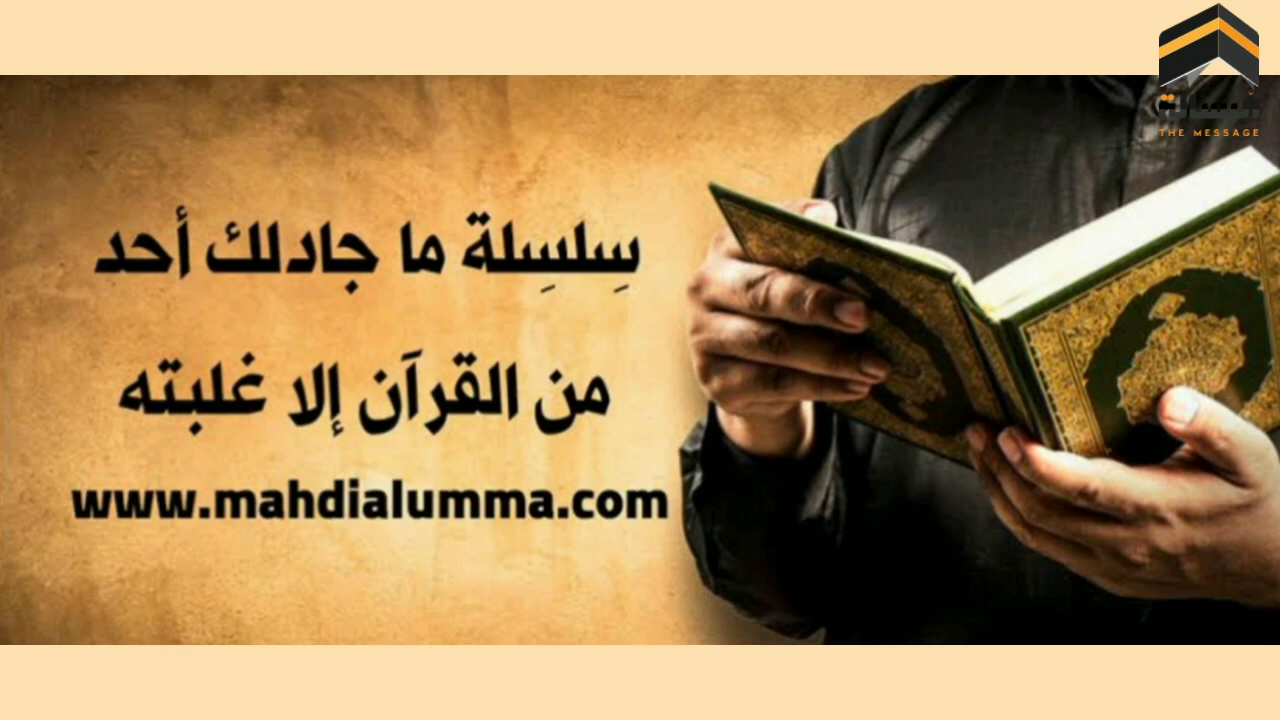 THE MESSAGE
سِلسِلة ما جادلك أحد
من القرآن إلا غلبته
www.mahdialumma.com